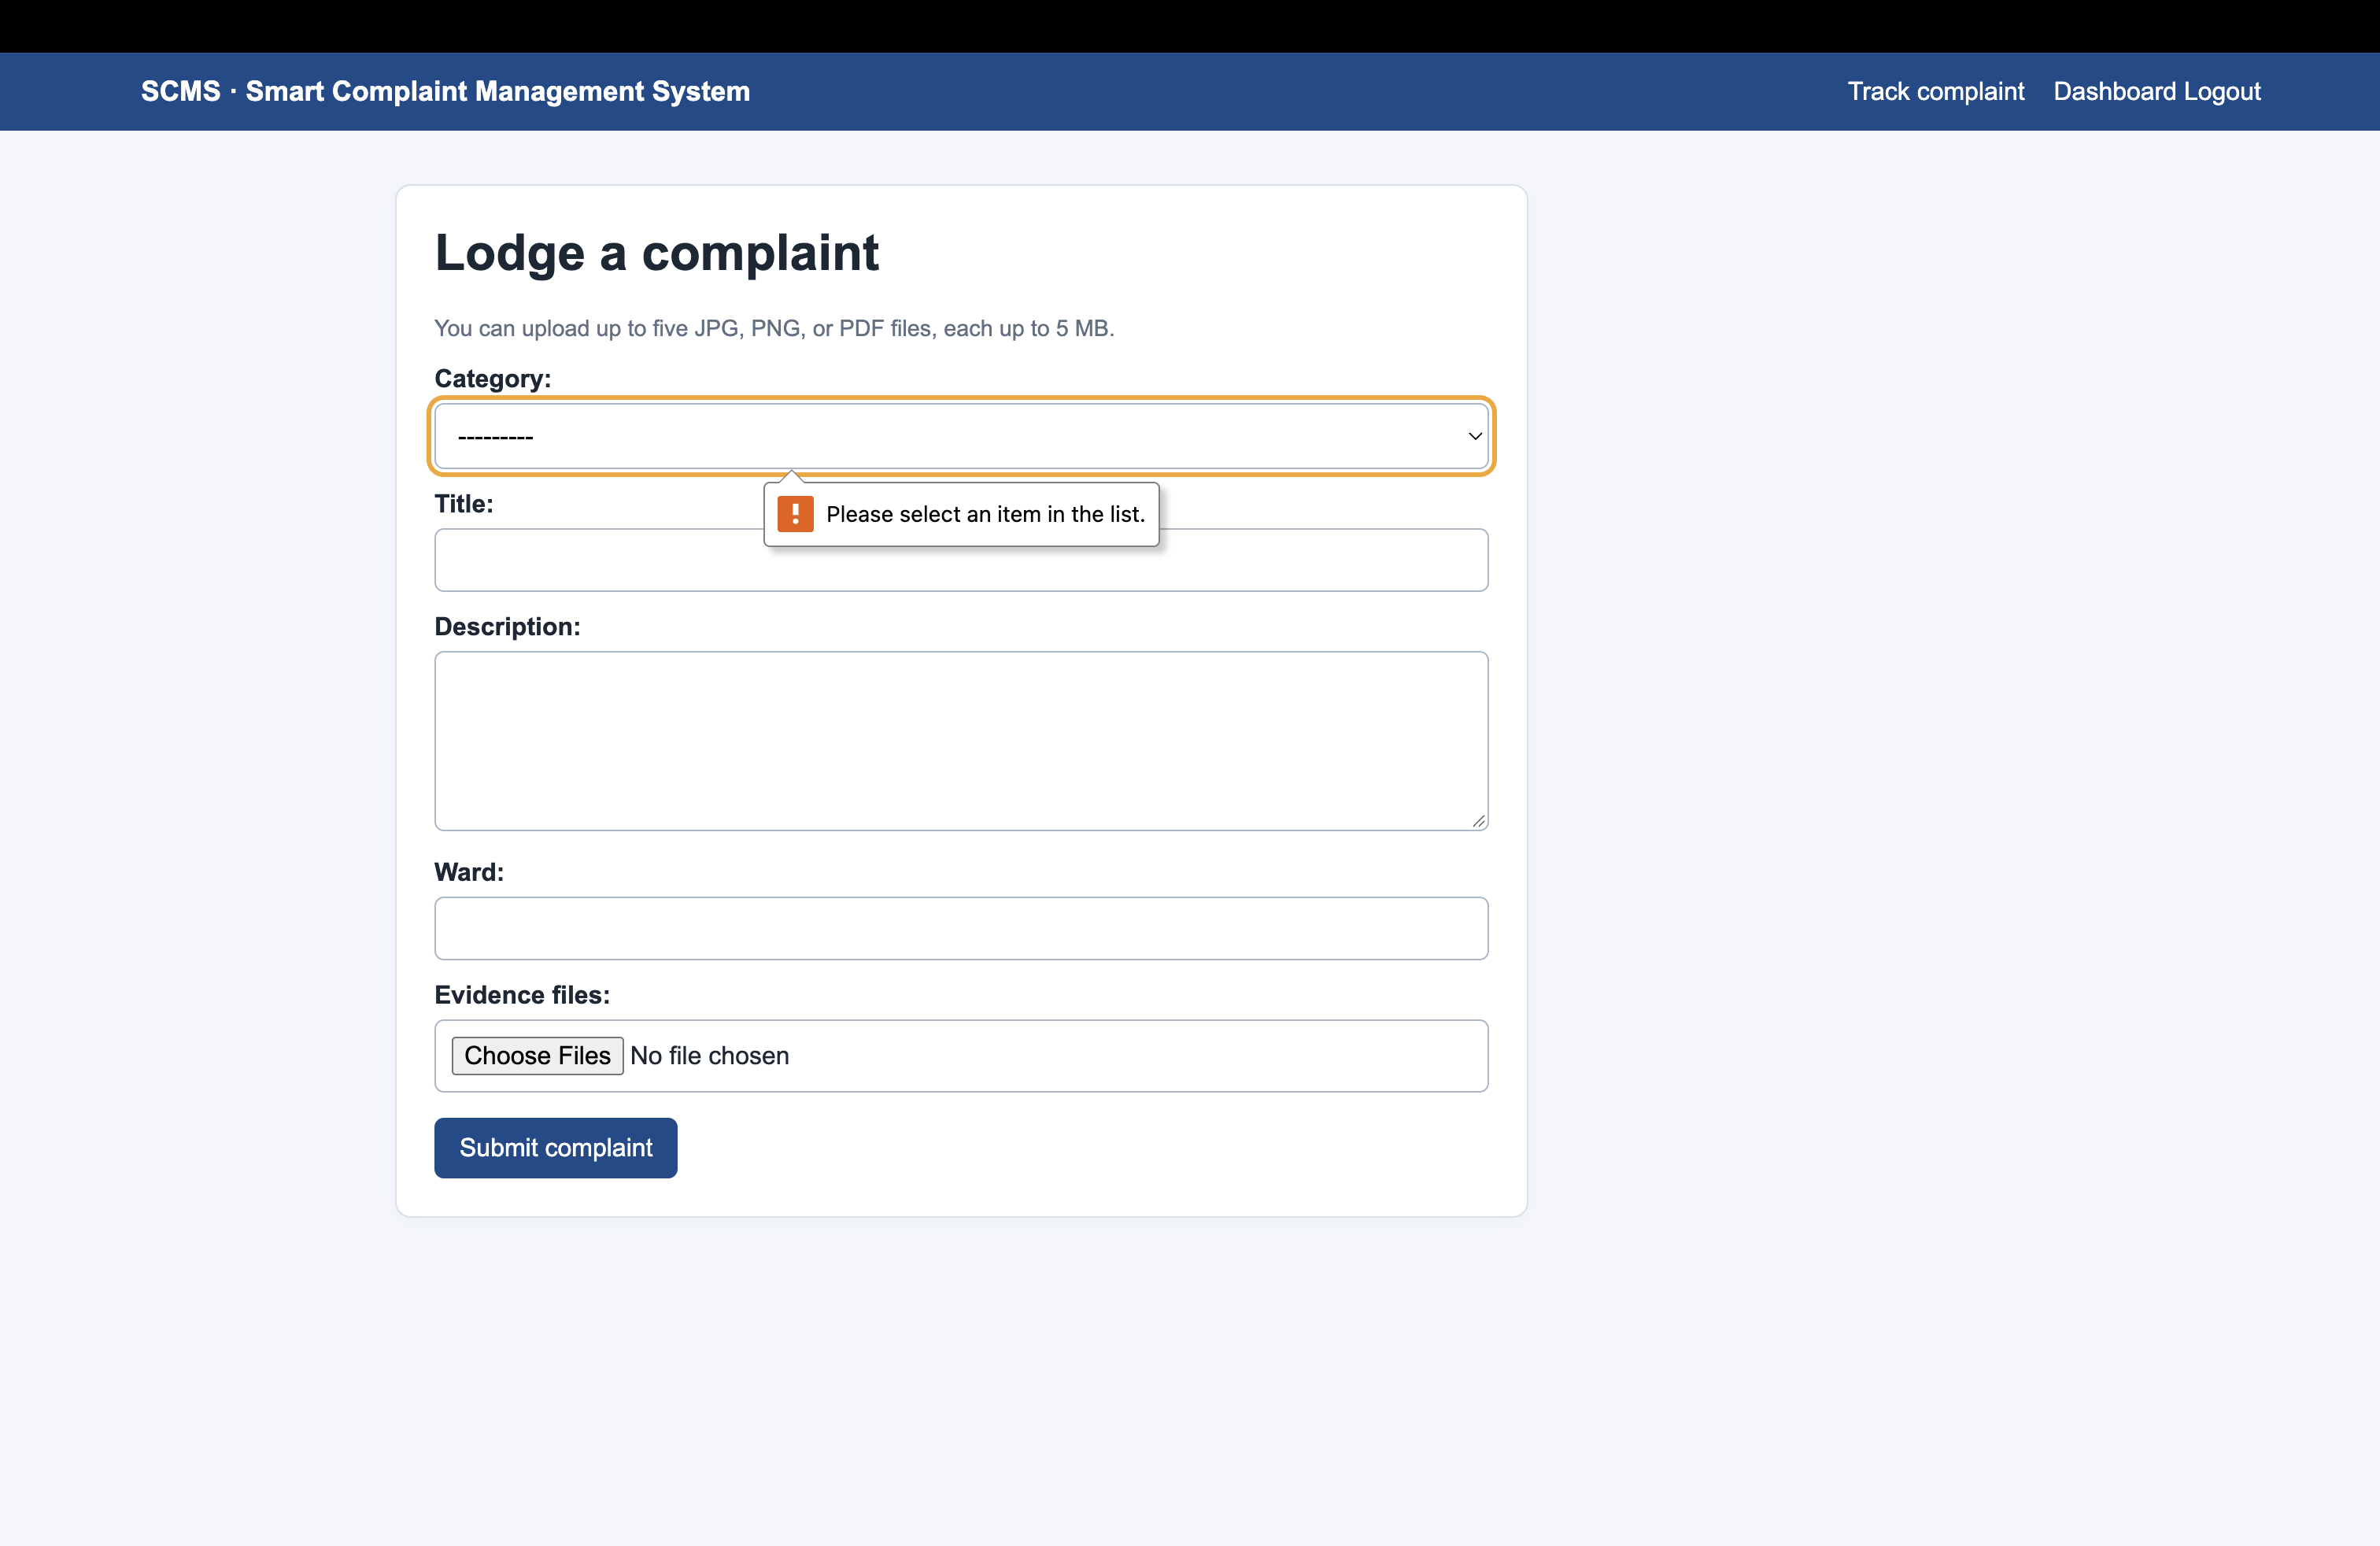 SCMS · Smart Complaint Management System
Track complaint Dashboard Logout
Lodge a complaint
You can upload up to five JPG, PNG, or PDF files, each up to 5 MB.
Category:
---------
Please select an item in the list.
Title:
Description:
Ward:
Evidence files:
Choose Files No file chosen
Submit complaint